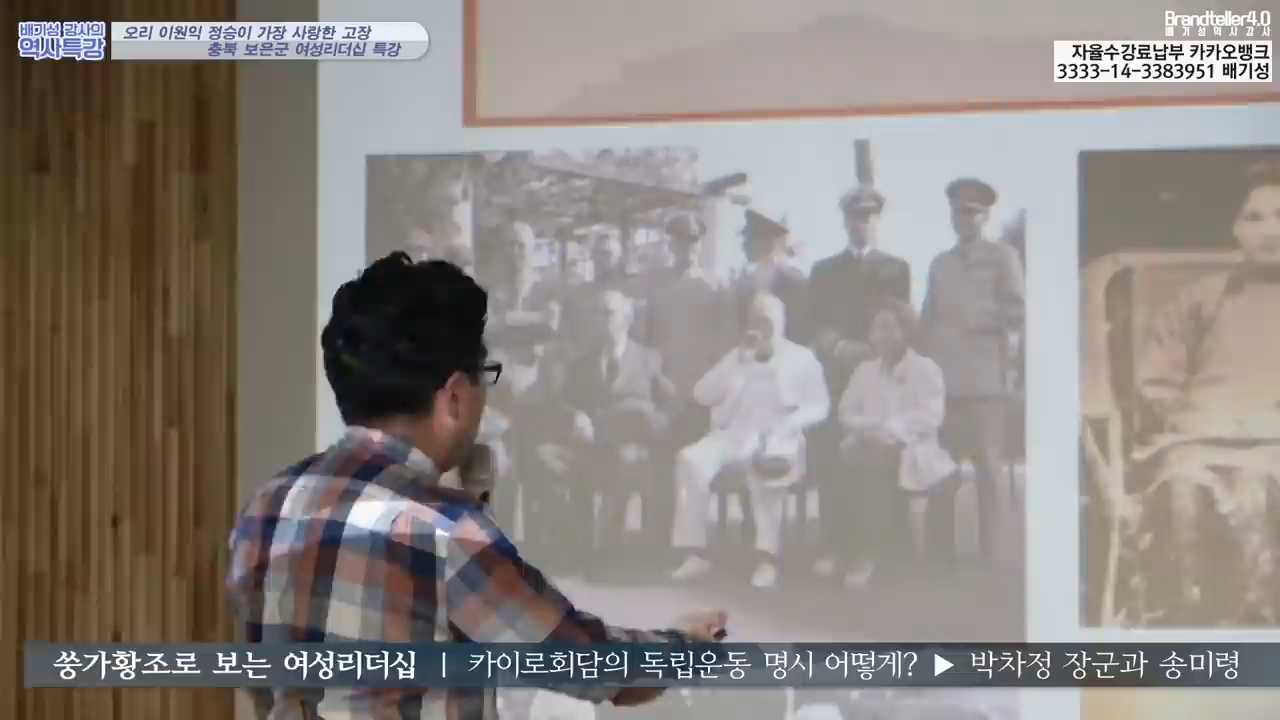 배기성 강사의
역사특강
오리 이원익 정승이 가장 사랑한 고장
충북 보은군 여성리더십 특강
Brandteller4.0
배기성역사강사
자율수강료납부 카카오뱅크
3333-14-3383951 배기성
쑹가황조로 보는 여성리더십 | 카이로회담의 독립운동 명시 어떻게? ▶ 박차정 장군과 송미령